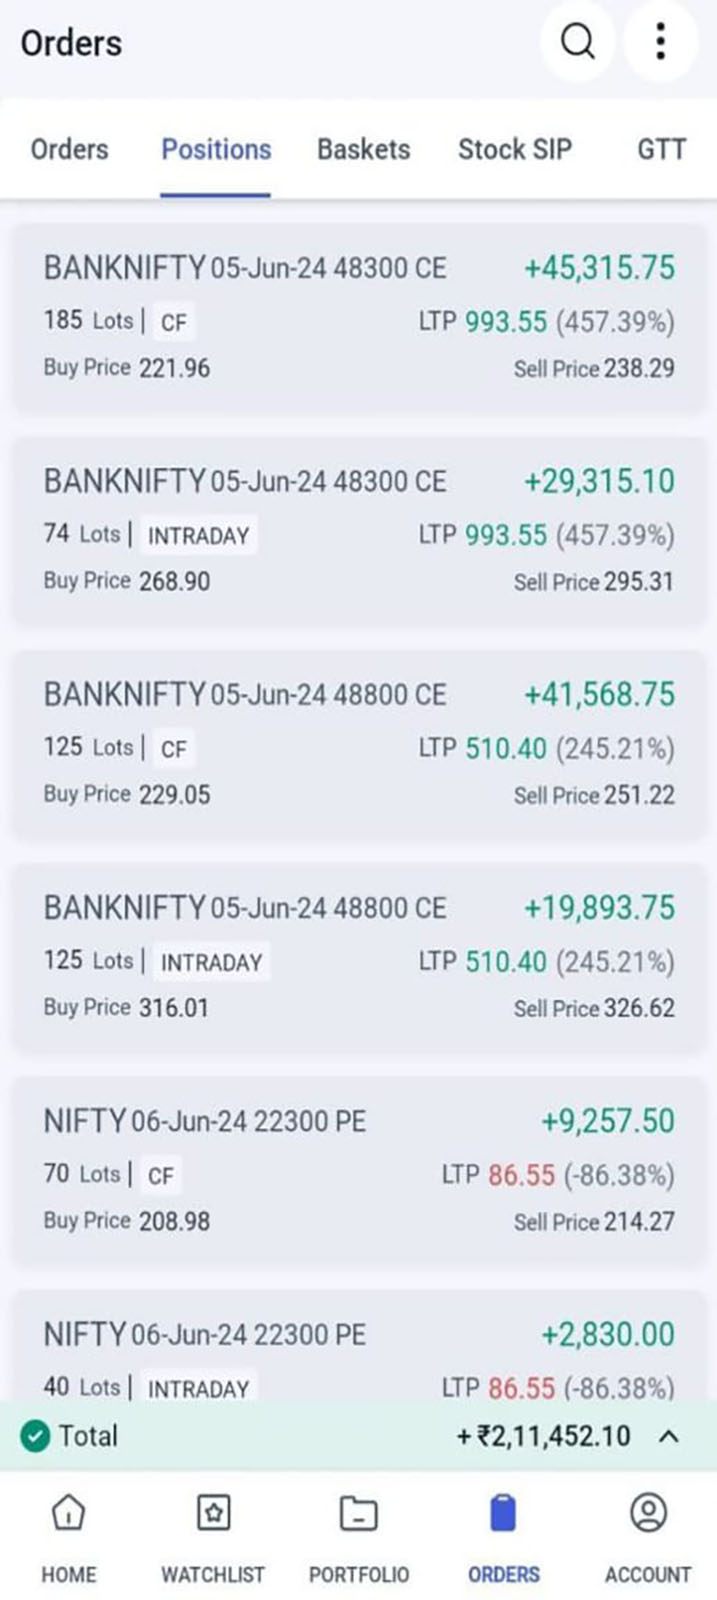 Orders
Orders Positions Baskets Stock SIP GTT
BANKNIFTY 05-Jun-24 48300 CE +45,315.75
185 Lots | CF LTP 993.55 (457.39%)
Buy Price 221.96 Sell Price 238.29
BANKNIFTY 05-Jun-24 48300 CE +29,315.10
74 Lots | INTRADAY LTP 993.55 (457.39%)
Buy Price 268.90 Sell Price 295.31
BANKNIFTY 05-Jun-24 48800 CE +41,568.75
125 Lots | CF LTP 510.40 (245.21%)
Buy Price 229.05 Sell Price 251.22
BANKNIFTY 05-Jun-24 48800 CE +19,893.75
125 Lots | INTRADAY LTP 510.40 (245.21%)
Buy Price 316.01 Sell Price 326.62
NIFTY 06-Jun-24 22300 PE +9,257.50
70 Lots | CF LTP 86.55 (-86.38%)
Buy Price 208.98 Sell Price 214.27
NIFTY 06-Jun-24 22300 PE +2,830.00
40 Lots | INTRADAY LTP 86.55 (-86.38%)
Total +₹2,11,452.10
HOME WATCHLIST PORTFOLIO ORDERS ACCOUNT